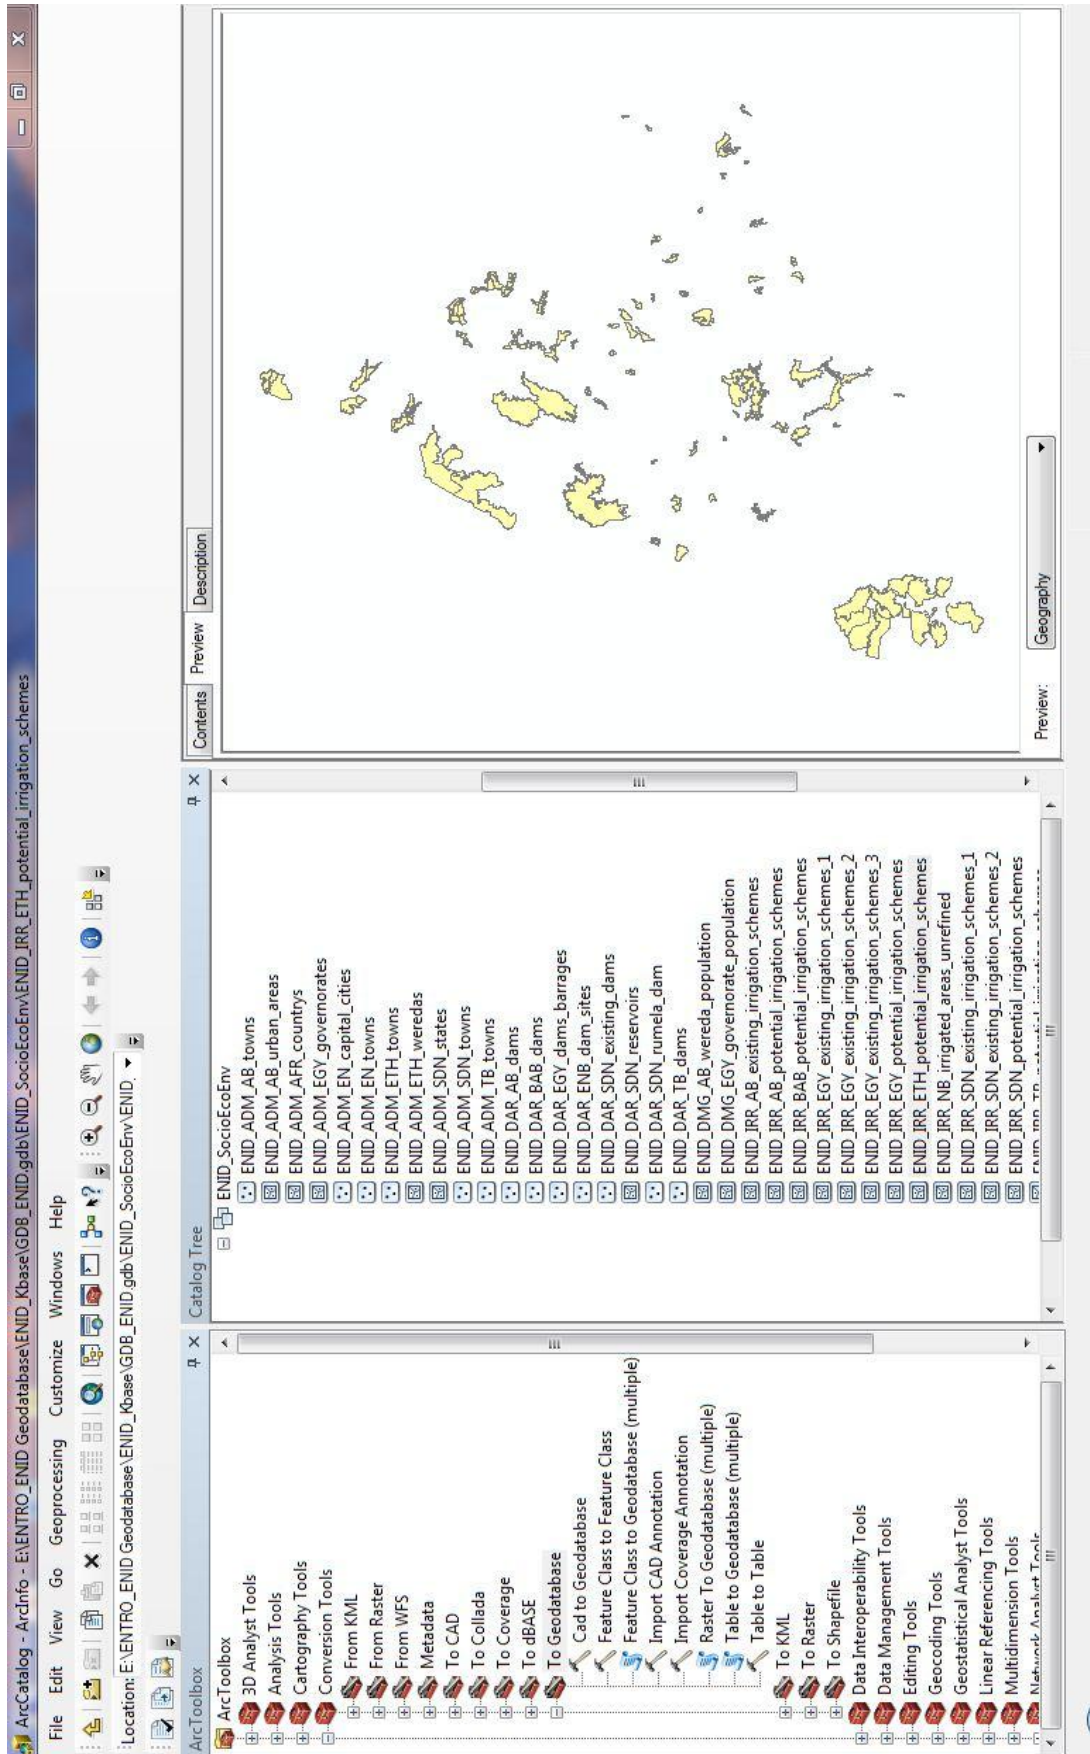 ArcCatalog - ArcInfo - E:\ENTRO_ENID Geodatabase\ENID_Kbase\GDB_ENID.gdb\ENID_SocioEcoEnv\ENID_IRR_ETH_potential_irrigation_schemes
File Edit View Go Geoprocessing Customize Windows Help
Location: E:\ENTRO_ENID Geodatabase\ENID_Kbase\GDB_ENID.gdb\ENID_SocioEcoEnv\ENID.
ArcToolbox
ArcToolbox
3D Analyst Tools
Analysis Tools
Cartography Tools
Conversion Tools
From KML
From Raster
From WFS
Metadata
To CAD
To Collada
To Coverage
To dBASE
To Geodatabase
Cad to Geodatabase
Feature Class to Feature Class
Feature Class to Geodatabase (multiple)
Import CAD Annotation
Import Coverage Annotation
Raster To Geodatabase (multiple)
Table to Geodatabase (multiple)
Table to Table
To KML
To Raster
To Shapefile
Data Interoperability Tools
Data Management Tools
Editing Tools
Geocoding Tools
Geostatistical Analyst Tools
Linear Referencing Tools
Multidimension Tools
Network Analyst Tools
Catalog Tree
ENID_SocioEcoEnv
ENID_ADM_AB_towns
ENID_ADM_AB_urban_areas
ENID_ADM_AFR_countrys
ENID_ADM_EGY_governorates
ENID_ADM_EN_capital_cities
ENID_ADM_EN_towns
ENID_ADM_ETH_towns
ENID_ADM_ETH_weredas
ENID_ADM_SDN_states
ENID_ADM_SDN_towns
ENID_ADM_TB_towns
ENID_DAR_AB_dams
ENID_DAR_BAB_dams
ENID_DAR_EGY_dams_barrages
ENID_DAR_ENB_dam_sites
ENID_DAR_SDN_existing_dams
ENID_DAR_SDN_reservoirs
ENID_DAR_SDN_rumela_dam
ENID_DAR_TB_dams
ENID_DMG_AB_wereda_population
ENID_DMG_EGY_governorate_population
ENID_IRR_AB_existing_irrigation_schemes
ENID_IRR_AB_potential_irrigation_schemes
ENID_IRR_BAB_potential_irrigation_schemes
ENID_IRR_EGY_existing_irrigation_schemes_1
ENID_IRR_EGY_existing_irrigation_schemes_2
ENID_IRR_EGY_existing_irrigation_schemes_3
ENID_IRR_EGY_potential_irrigation_schemes
ENID_IRR_ETH_potential_irrigation_schemes
ENID_IRR_NB_irrigated_areas_unrefined
ENID_IRR_SDN_existing_irrigation_schemes_1
ENID_IRR_SDN_existing_irrigation_schemes_2
ENID_IRR_SDN_potential_irrigation_schemes
ENID_IRR_TB_potential_irrigation_schemes
Contents Preview Description
Preview: Geography